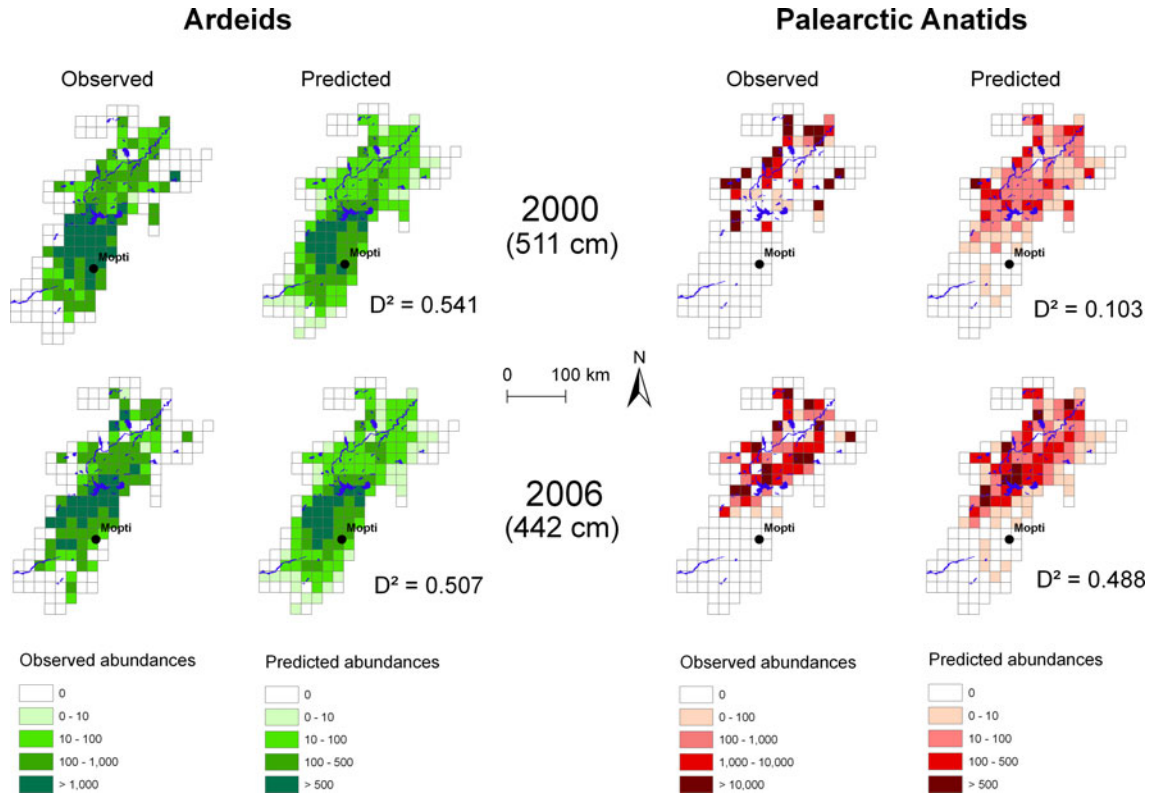 Ardeids
Palearctic Anatids
Observed
Predicted
Observed
Predicted
Mopti
Mopti
2000
(511 cm)
Mopti
Mopti
D² = 0.541
D² = 0.103
0 100 km
N
Mopti
Mopti
2006
(442 cm)
Mopti
Mopti
D² = 0.507
D² = 0.488
Observed abundances
0
0 - 10
10 - 100
100 - 1,000
> 1,000
Predicted abundances
0
0 - 10
10 - 100
100 - 500
> 500
Observed abundances
0
0 - 100
100 - 1,000
1,000 - 10,000
> 10,000
Predicted abundances
0
0 - 10
10 - 100
100 - 500
> 500